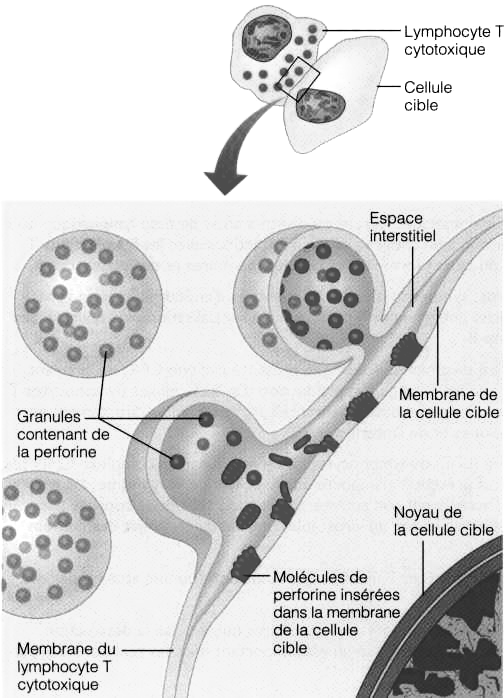 Lymphocyte T
cytotoxique
Cellule
cible
Espace
interstitiel
Membrane de
la cellule cible
Granules
contenant de
la perforine
Noyau de
la cellule cible
Molécules de
perforine insérées
dans la membrane
de la cellule
cible
Membrane du
lymphocyte T
cytotoxique